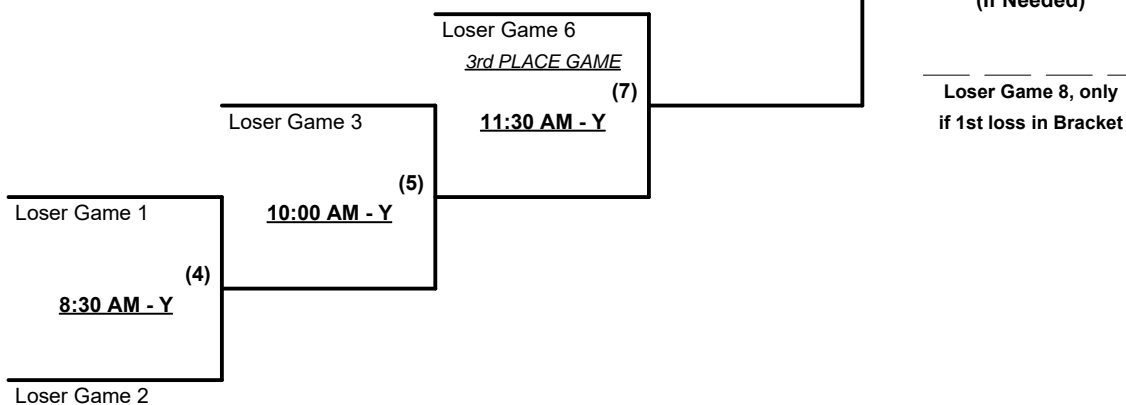 (If Needed)
Loser Game 6
3rd PLACE GAME
(7)
11:30 AM - Y
Loser Game 8, only
if 1st loss in Bracket
Loser Game 3
(5)
10:00 AM - Y
Loser Game 1
(4)
8:30 AM - Y
Loser Game 2